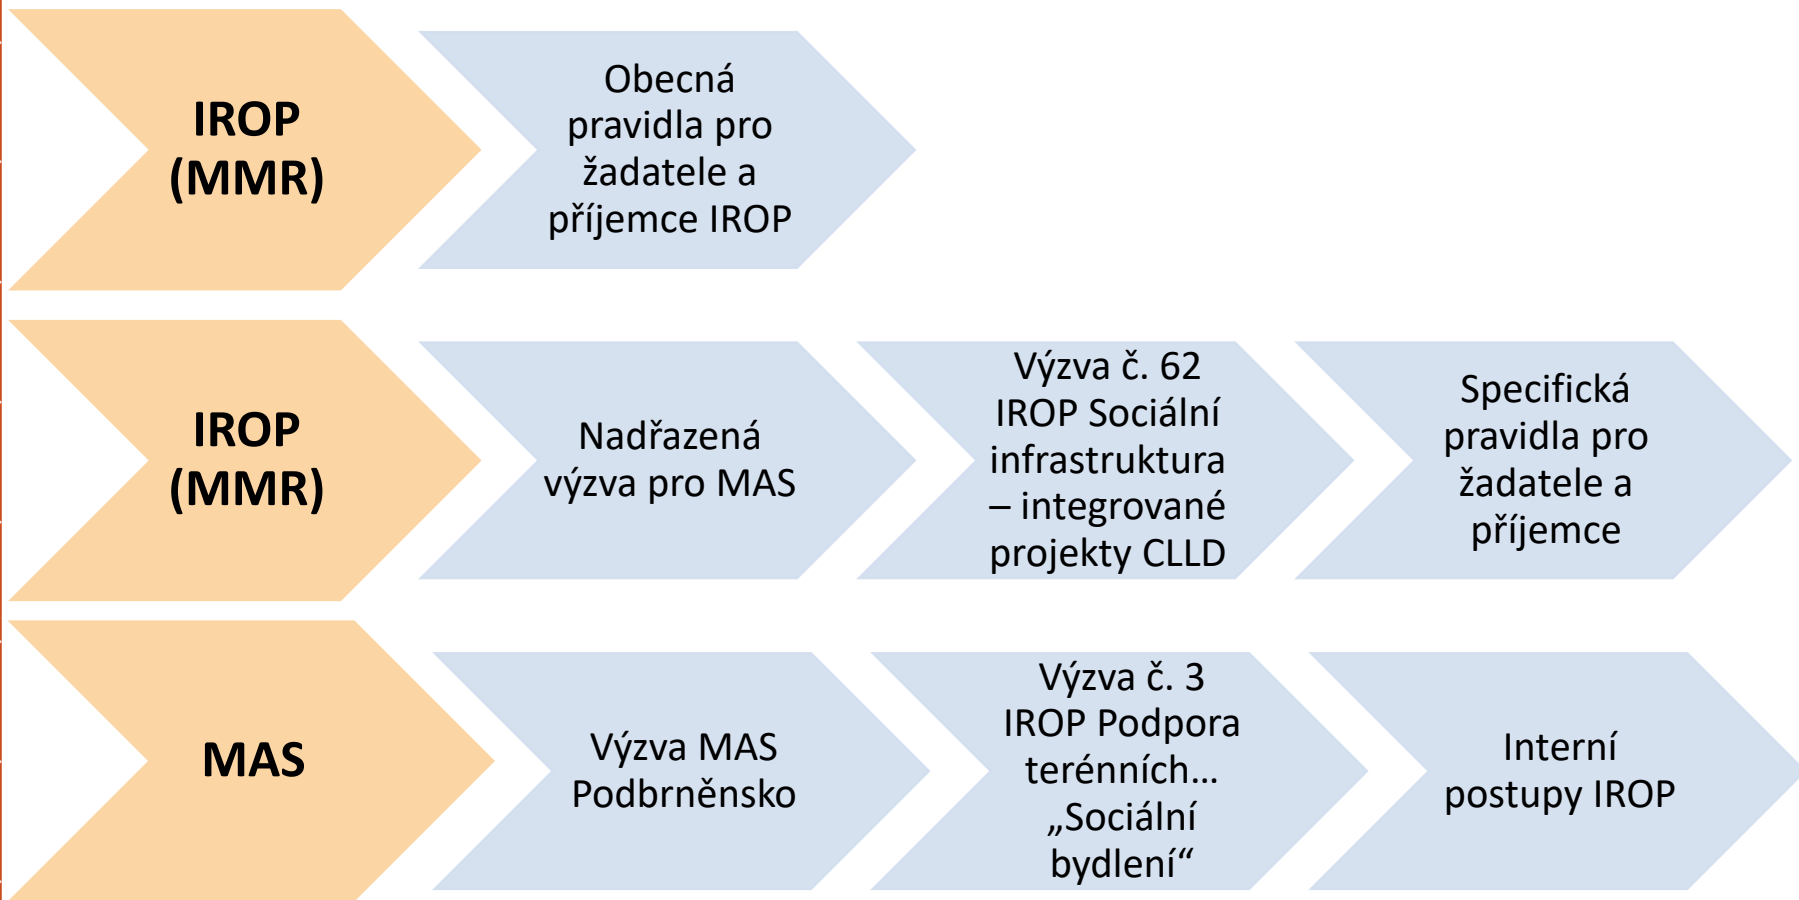 IROP
(MMR)
Obecná
pravidla pro
žadatele a
příjemce IROP
IROP
(MMR)
Nadřazená
výzva pro MAS
Výzva č. 62
IROP Sociální
infrastruktura
– integrované
projekty CLLD
Specifická
pravidla pro
žadatele a
příjemce
MAS
Výzva MAS
Podbrněnsko
Výzva č. 3
IROP Podpora
terénních…
„Sociální
bydlení“
Interní
postupy IROP